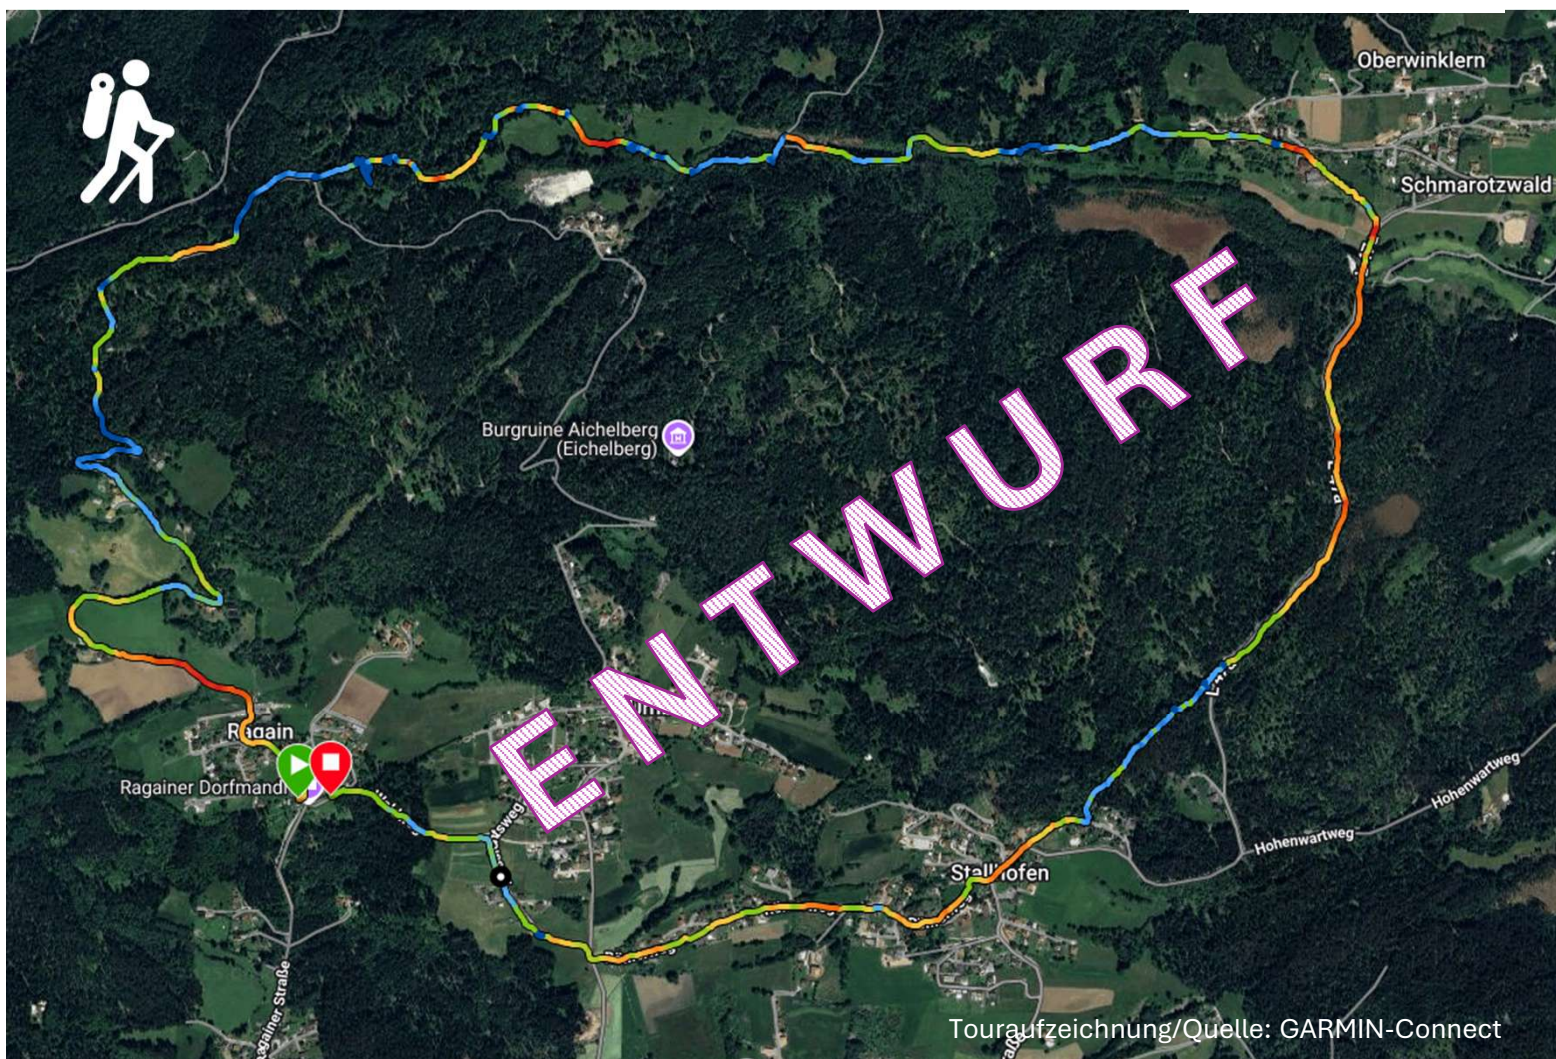 Oberwinklern
Schmarotzwald
Burgruine Aichelberg
(Eichelberg)
ENTWURF
Ragain
Ragainer Dorfmandl
Hohenwartweg
Hohenwartweg
Stallhofen
Touraufzeichnung/Quelle: GARMIN-Connect